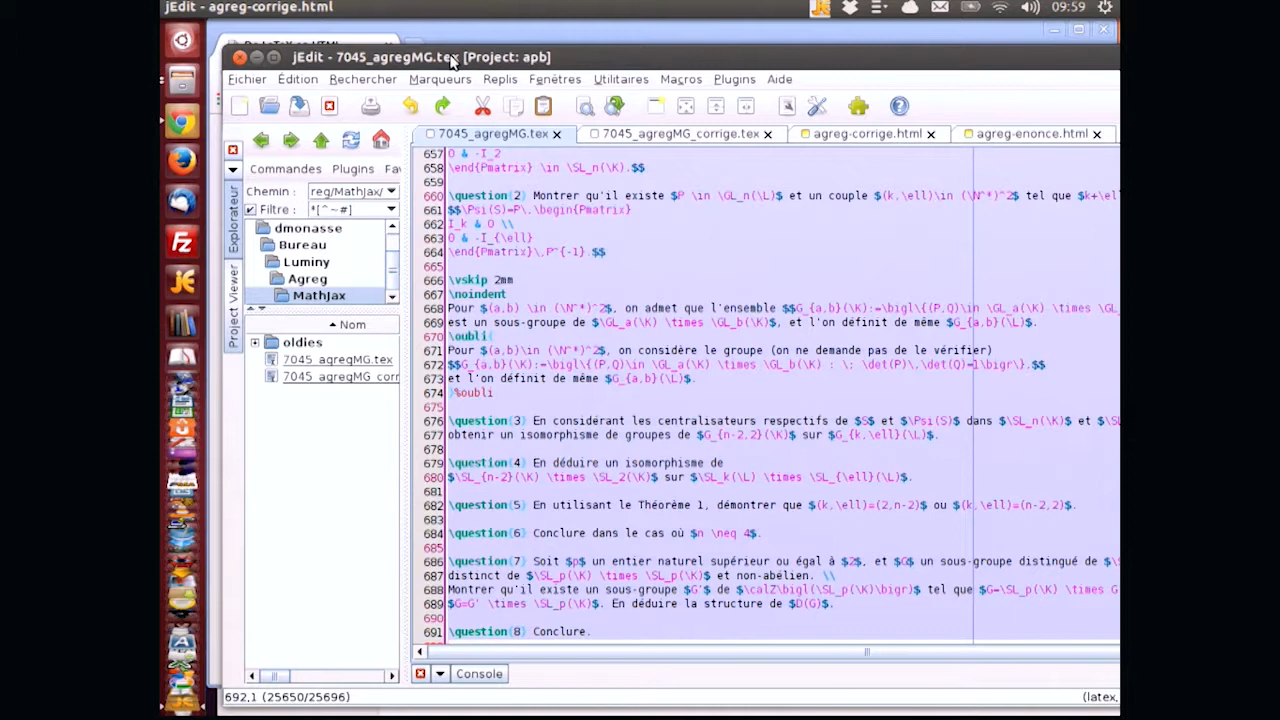 jEdit - agreg-corrige.html
09:59
jEdit - 7045_agregMG.tex [Project: apb]
Fichier Édition Rechercher Marqueurs Replis Fenêtres Utilitaires Macros Plugins Aide
7045_agregMG.tex
7045_agregMG_corrige.tex
agreg-corrige.html
agreg-enonce.html
Commandes Plugins Fav
Chemin : reg/MathJax/
Filtre : *[^~#]
Explorateur
Project Viewer
dmonasse
Bureau
Luminy
Agreg
MathJax
Nom
oldies
7045_agregMG.tex
7045_agregMG_corr
657 0 & -I_2
658 \end{Pmatrix} \in \SL_n(\K).$$
659
660 \question(2) Montrer qu'il existe $P \in \GL_n(\L)$ et un couple $(k,\ell)\in (\N^*)^2$ tel que $k+\ell
661 $$\Psi(S)=P\,\begin{Pmatrix}
662 I_k & 0 \\
663 0 & -I_{\ell}
664 \end{Pmatrix}\,P^{-1}.$$
665
666 \vskip 2mm
667 \noindent
668 Pour $(a,b) \in (\N^*)^2$, on admet que l'ensemble $$G_{a,b}(\K):=\bigl\{(P,Q)\in \GL_a(\K) \times \GL_b(\K)
669 est un sous-groupe de $\GL_a(\K) \times \GL_b(\K)$, et l'on définit de même $G_{a,b}(\L)$.
670 \oubli{
671 Pour $(a,b)\in (\N^*)^2$, on considère le groupe (on ne demande pas de le vérifier)
672 $$G_{a,b}(\K):=\bigl\{(P,Q)\in \GL_a(\K) \times \GL_b(\K) : \; \det(P)\,\det(Q)=1\bigr\},$$
673 et l'on définit de même $G_{a,b}(\L)$.
674 }%oubli
675
676 \question(3) En considérant les centralisateurs respectifs de $S$ et $\Psi(S)$ dans $\SL_n(\K)$ et $\S
677 obtenir un isomorphisme de groupes de $G_{n-2,2}(\K)$ sur $G_{k,\ell}(\L)$.
678
679 \question(4) En déduire un isomorphisme de
680 $\SL_{n-2}(\K) \times \SL_2(\K)$ sur $\SL_k(\L) \times \SL_{\ell}(\L)$.
681
682 \question(5) En utilisant le Théorème 1, démontrer que $(k,\ell)=(2,n-2)$ ou $(k,\ell)=(n-2,2)$.
683
684 \question(6) Conclure dans le cas où $n \neq 4$.
685
686 \question(7) Soit $p$ un entier naturel supérieur ou égal à $2$, et $G$ un sous-groupe distingué de
687 distinct de $\SL_p(\K) \times \SL_p(\K)$ et non-abélien. \\
688 Montrer qu'il existe un sous-groupe $G'$ de $\calZ\bigl(\SL_p(\K)\bigr)$ tel que $G=\SL_p(\K) \times G
689 $G=G' \times \SL_p(\K)$. En déduire la structure de $D(G)$.
690
691 \question(8) Conclure.
Console
692,1 (25650/25696)
(latex,